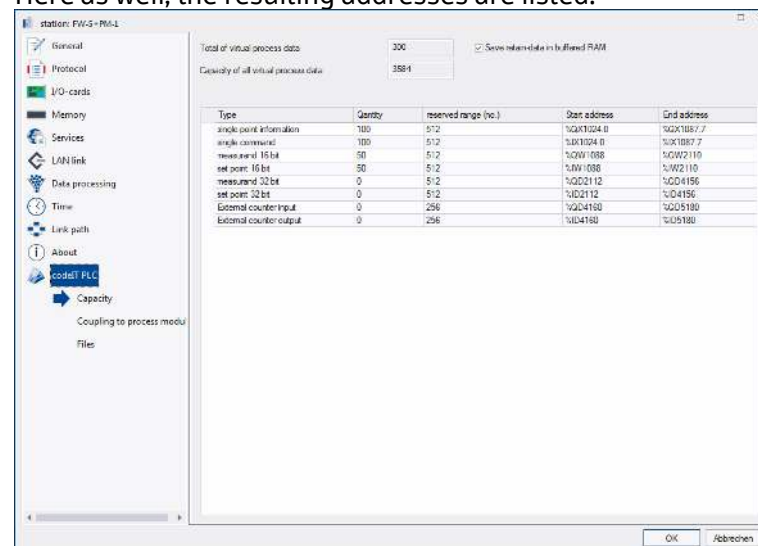 Here as well, the resulting addresses are listed.
station: FW-5+PM-1
General
Protocol
I/O-cards
Memory
Services
LAN link
Data processing
Time
Link path
About
codeIT PLC
Capacity
Coupling to process modul
Files
Total of virtual process data 300 Save retain-data in buffered RAM
Capacity of all virtual process data 3584
Type Qantity reserved range (no.) Start address End address
single point information 100 512 %QX1024.0 %QX1087.7
single command 100 512 %IX1024.0 %IX1087.7
measurand 16 bit 50 512 %QW1088 %QW2110
set point 16 bit 50 512 %IW1088 %IW2110
measurand 32 bit 0 512 %QD2112 %QD4156
set point 32 bit 0 512 %ID2112 %ID4156
External counter input 0 256 %QD4160 %QD5180
External counter output 0 256 %ID4160 %ID5180
OK Abbrechen